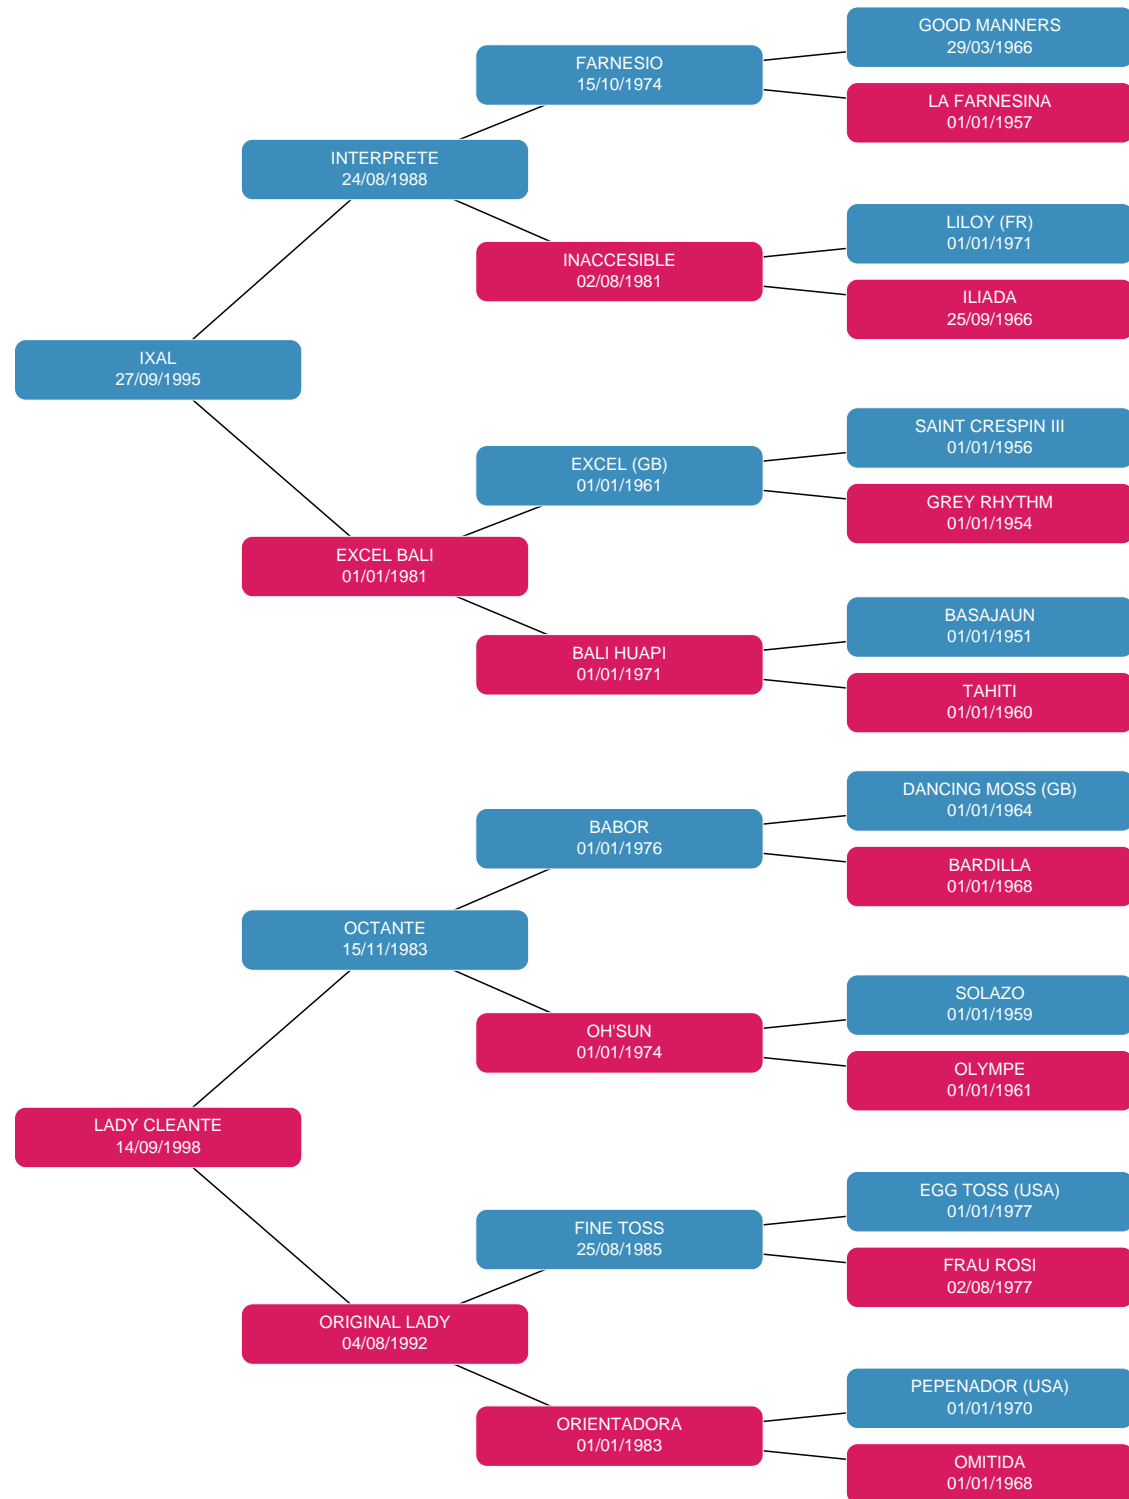 GOOD MANNERS
29/03/1966
FARNESIO
15/10/1974
LA FARNESINA
01/01/1957
INTERPRETE
24/08/1988
LILOY (FR)
01/01/1971
INACCESIBLE
02/08/1981
ILIADA
25/09/1966
IXAL
27/09/1995
SAINT CRESPIN III
01/01/1956
EXCEL (GB)
01/01/1961
GREY RHYTHM
01/01/1954
EXCEL BALI
01/01/1981
BASAJAUN
01/01/1951
BALI HUAPI
01/01/1971
TAHITI
01/01/1960
DANCING MOSS (GB)
01/01/1964
BABOR
01/01/1976
BARDILLA
01/01/1968
OCTANTE
15/11/1983
SOLAZO
01/01/1959
OH'SUN
01/01/1974
OLYMPE
01/01/1961
LADY CLEANTE
14/09/1998
EGG TOSS (USA)
01/01/1977
FINE TOSS
25/08/1985
FRAU ROSI
02/08/1977
ORIGINAL LADY
04/08/1992
PEPENADOR (USA)
01/01/1970
ORIENTADORA
01/01/1983
OMITIDA
01/01/1968